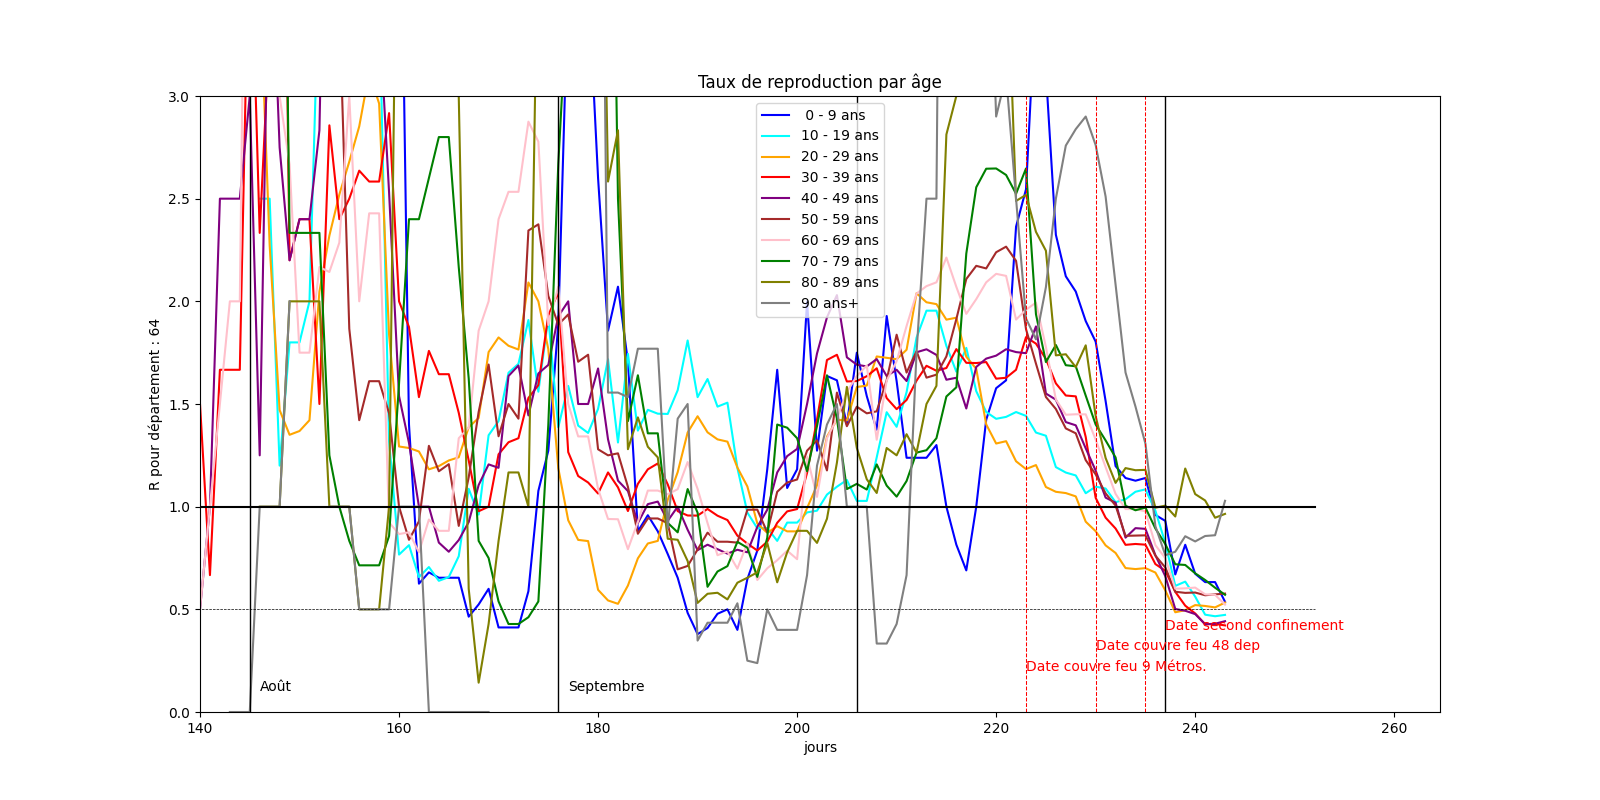 Taux de reproduction par âge
3.0
2.5
2.0
1.5
1.0
0.5
0.0
R pour département : 64
0 - 9 ans
10 - 19 ans
20 - 29 ans
30 - 39 ans
40 - 49 ans
50 - 59 ans
60 - 69 ans
70 - 79 ans
80 - 89 ans
90 ans+
Date second confinement
Date couvre feu 48 dep
Date couvre feu 9 Métros.
Août
Septembre
140 160 180 200 220 240 260
jours